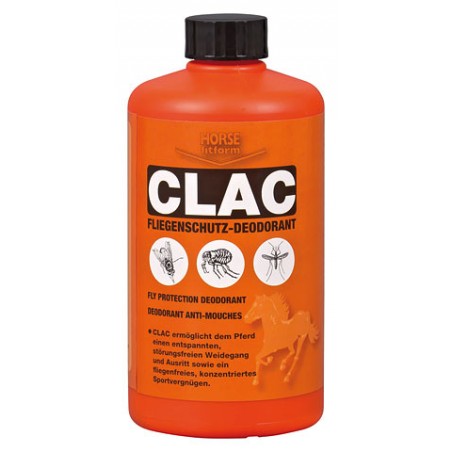 HORSE
fitform
CLAC
FLIEGENSCHUTZ-DEODORANT
FLY PROTECTION DEODORANT
DEODORANT ANTI-MOUCHES
• CLAC ermöglicht dem Pferd
einen entspannten,
störungsfreien Weidegang
und Ausritt sowie ein
fliegenfreies, konzentriertes
Sportvergnügen.